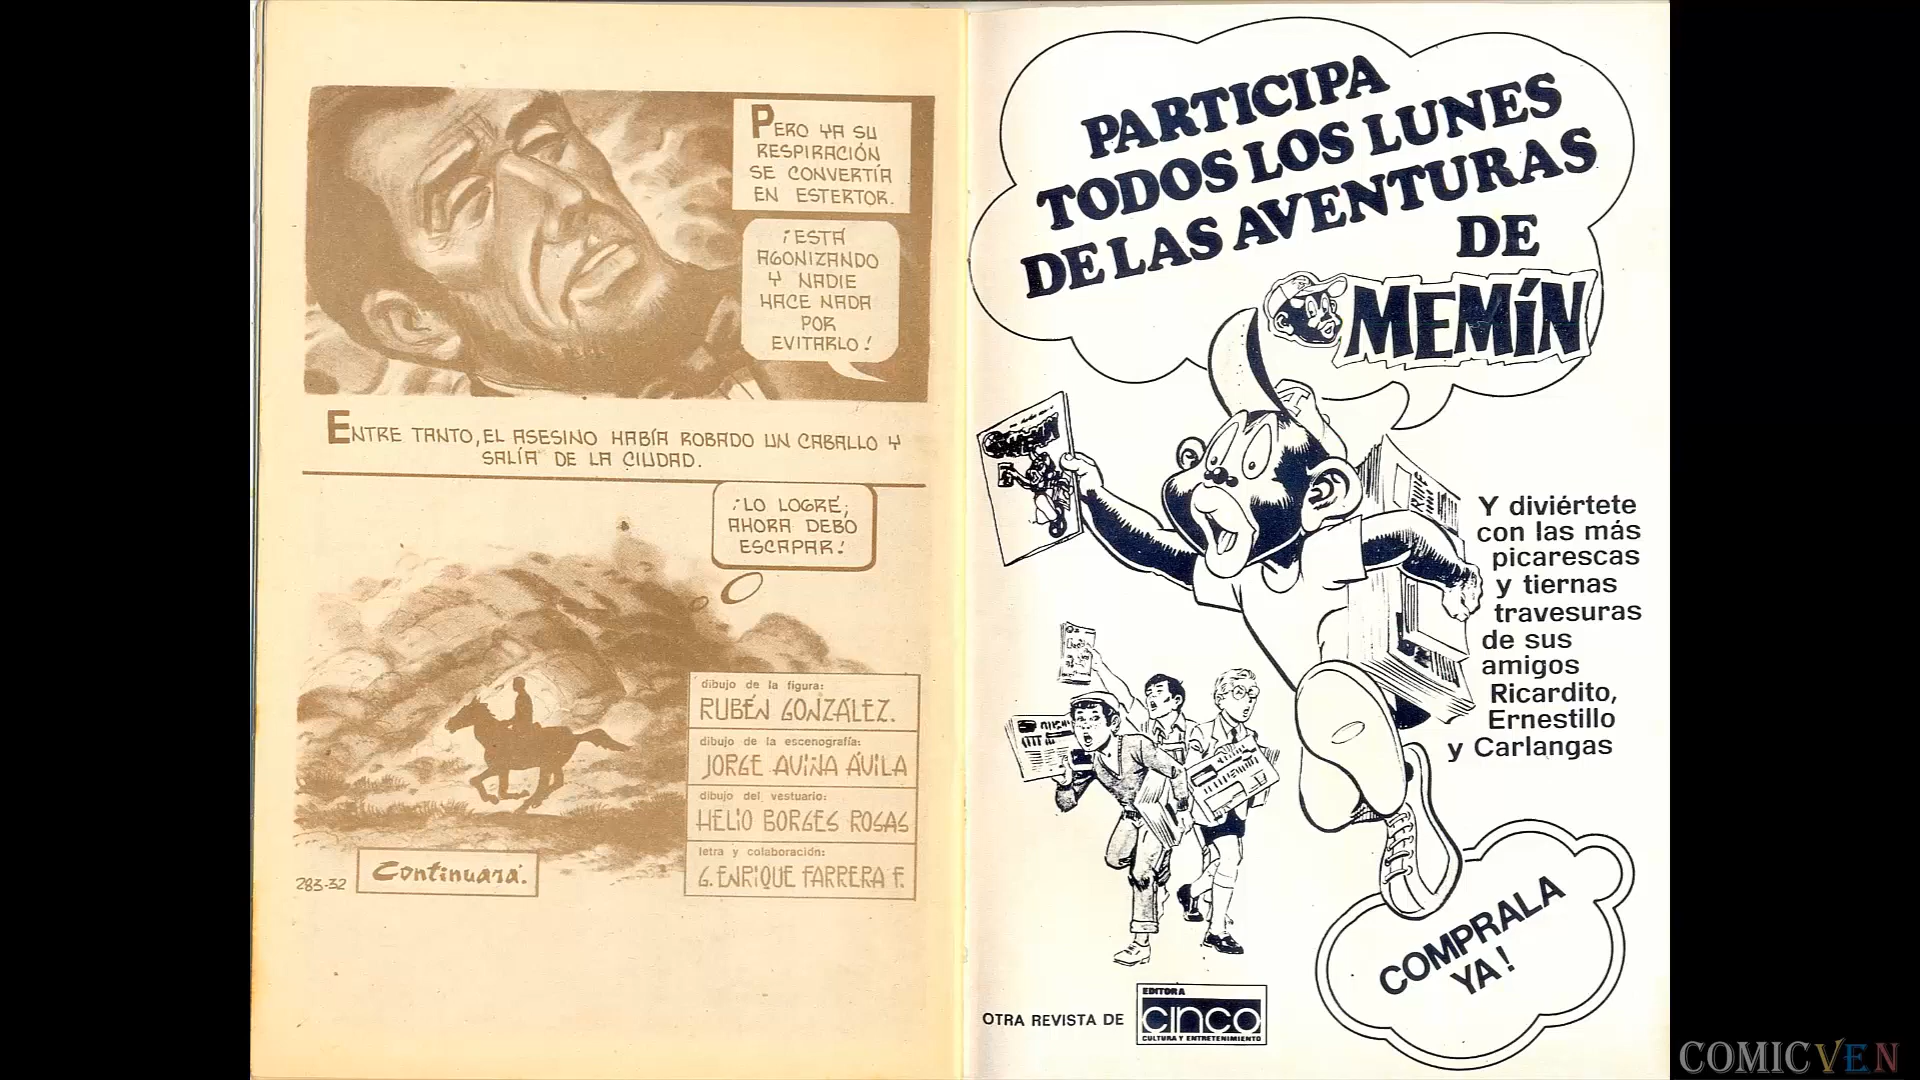 PERO YA SU
RESPIRACIÓN
SE CONVERTÍA
EN ESTERTOR.
¡ESTÁ
AGONIZANDO
Y NADIE
HACE NADA
POR
EVITARLO!
ENTRE TANTO, EL ASESINO HABÍA ROBADO UN CABALLO Y
SALÍA DE LA CIUDAD.
¡LO LOGRÉ;
AHORA DEBO
ESCAPAR!
dibujo de la figura:
RUBÉN GONZÁLEZ.
dibujo de la escenografía:
JORGE AVIÑA ÁVILA
dibujo del vestuario:
HELIO BORGES ROSAS
letra y colaboración:
G. ENRIQUE FARRERA F.
Continuará.
283-32
PARTICIPA
TODOS LOS LUNES
DE LAS AVENTURAS
DE
MEMÍN
Y diviértete
con las más
picarescas
y tiernas
travesuras
de sus
amigos
Ricardito,
Ernestillo
y Carlangas
COMPRALA
YA!
OTRA REVISTA DE
EDITORA
CINCO
CULTURA Y ENTRETENIMIENTO
COMICVEN